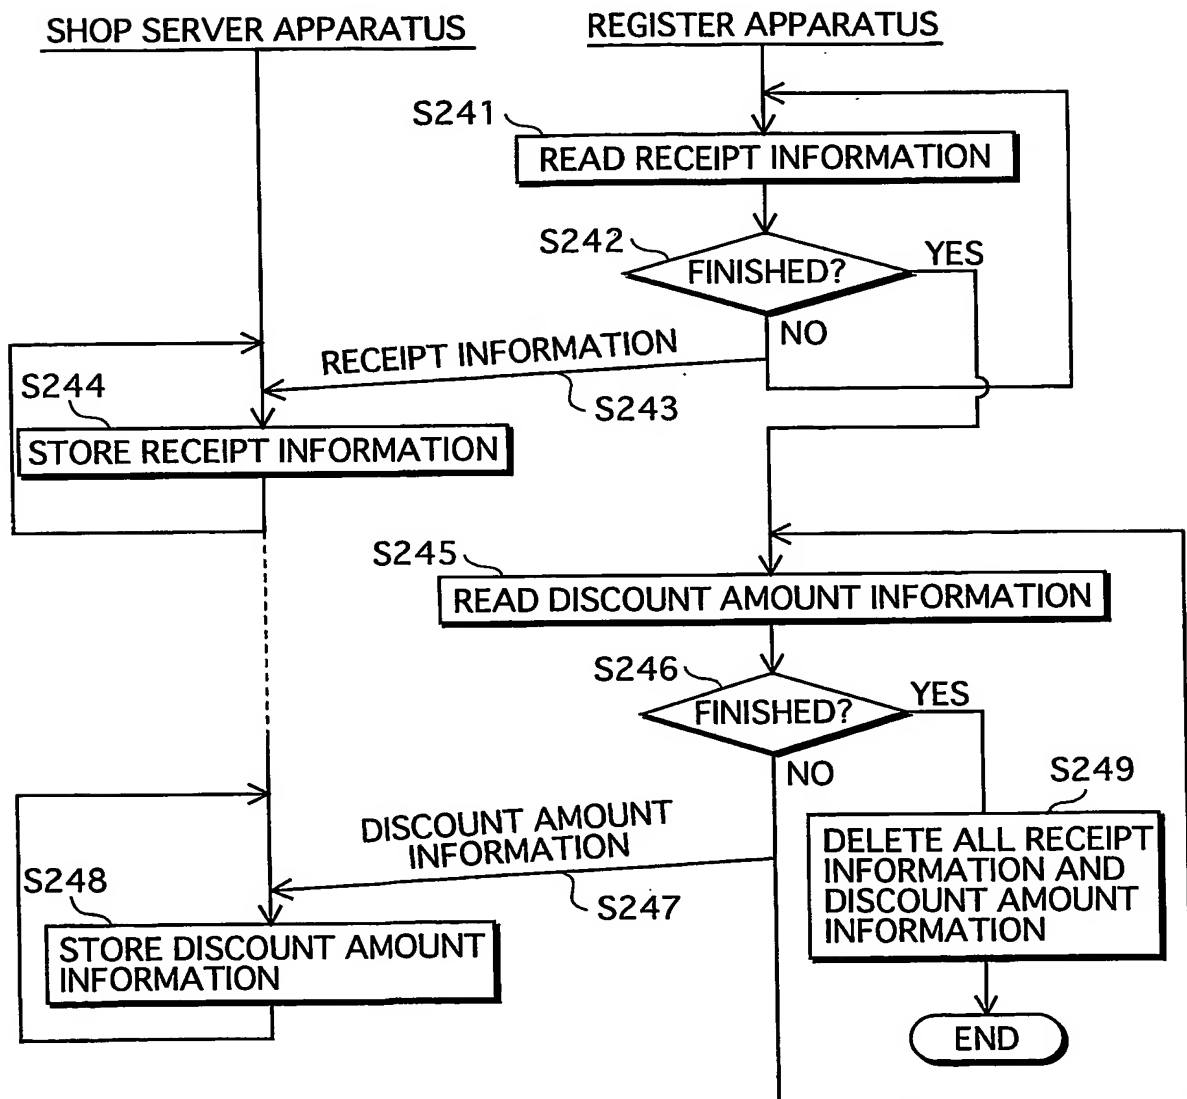 SHOP SERVER APPARATUS
REGISTER APPARATUS
S241
READ RECEIPT INFORMATION
S242
FINISHED?
YES
NO
RECEIPT INFORMATION
S243
S244
STORE RECEIPT INFORMATION
S245
READ DISCOUNT AMOUNT INFORMATION
S246
FINISHED?
YES
NO
S249
DISCOUNT AMOUNT
INFORMATION
S247
DELETE ALL RECEIPT
INFORMATION AND
DISCOUNT AMOUNT
INFORMATION
S248
STORE DISCOUNT AMOUNT
INFORMATION
END